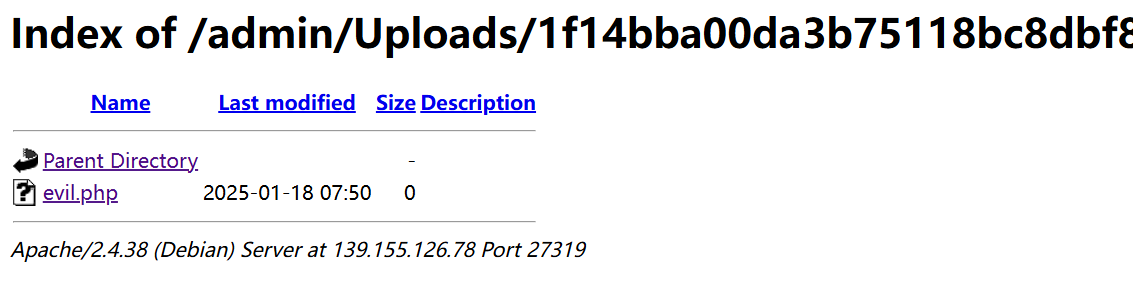 Index of /admin/Uploads/1f14bba00da3b75118bc8dbf8
Name Last modified Size Description
Parent Directory -
evil.php 2025-01-18 07:50 0
Apache/2.4.38 (Debian) Server at 139.155.126.78 Port 27319